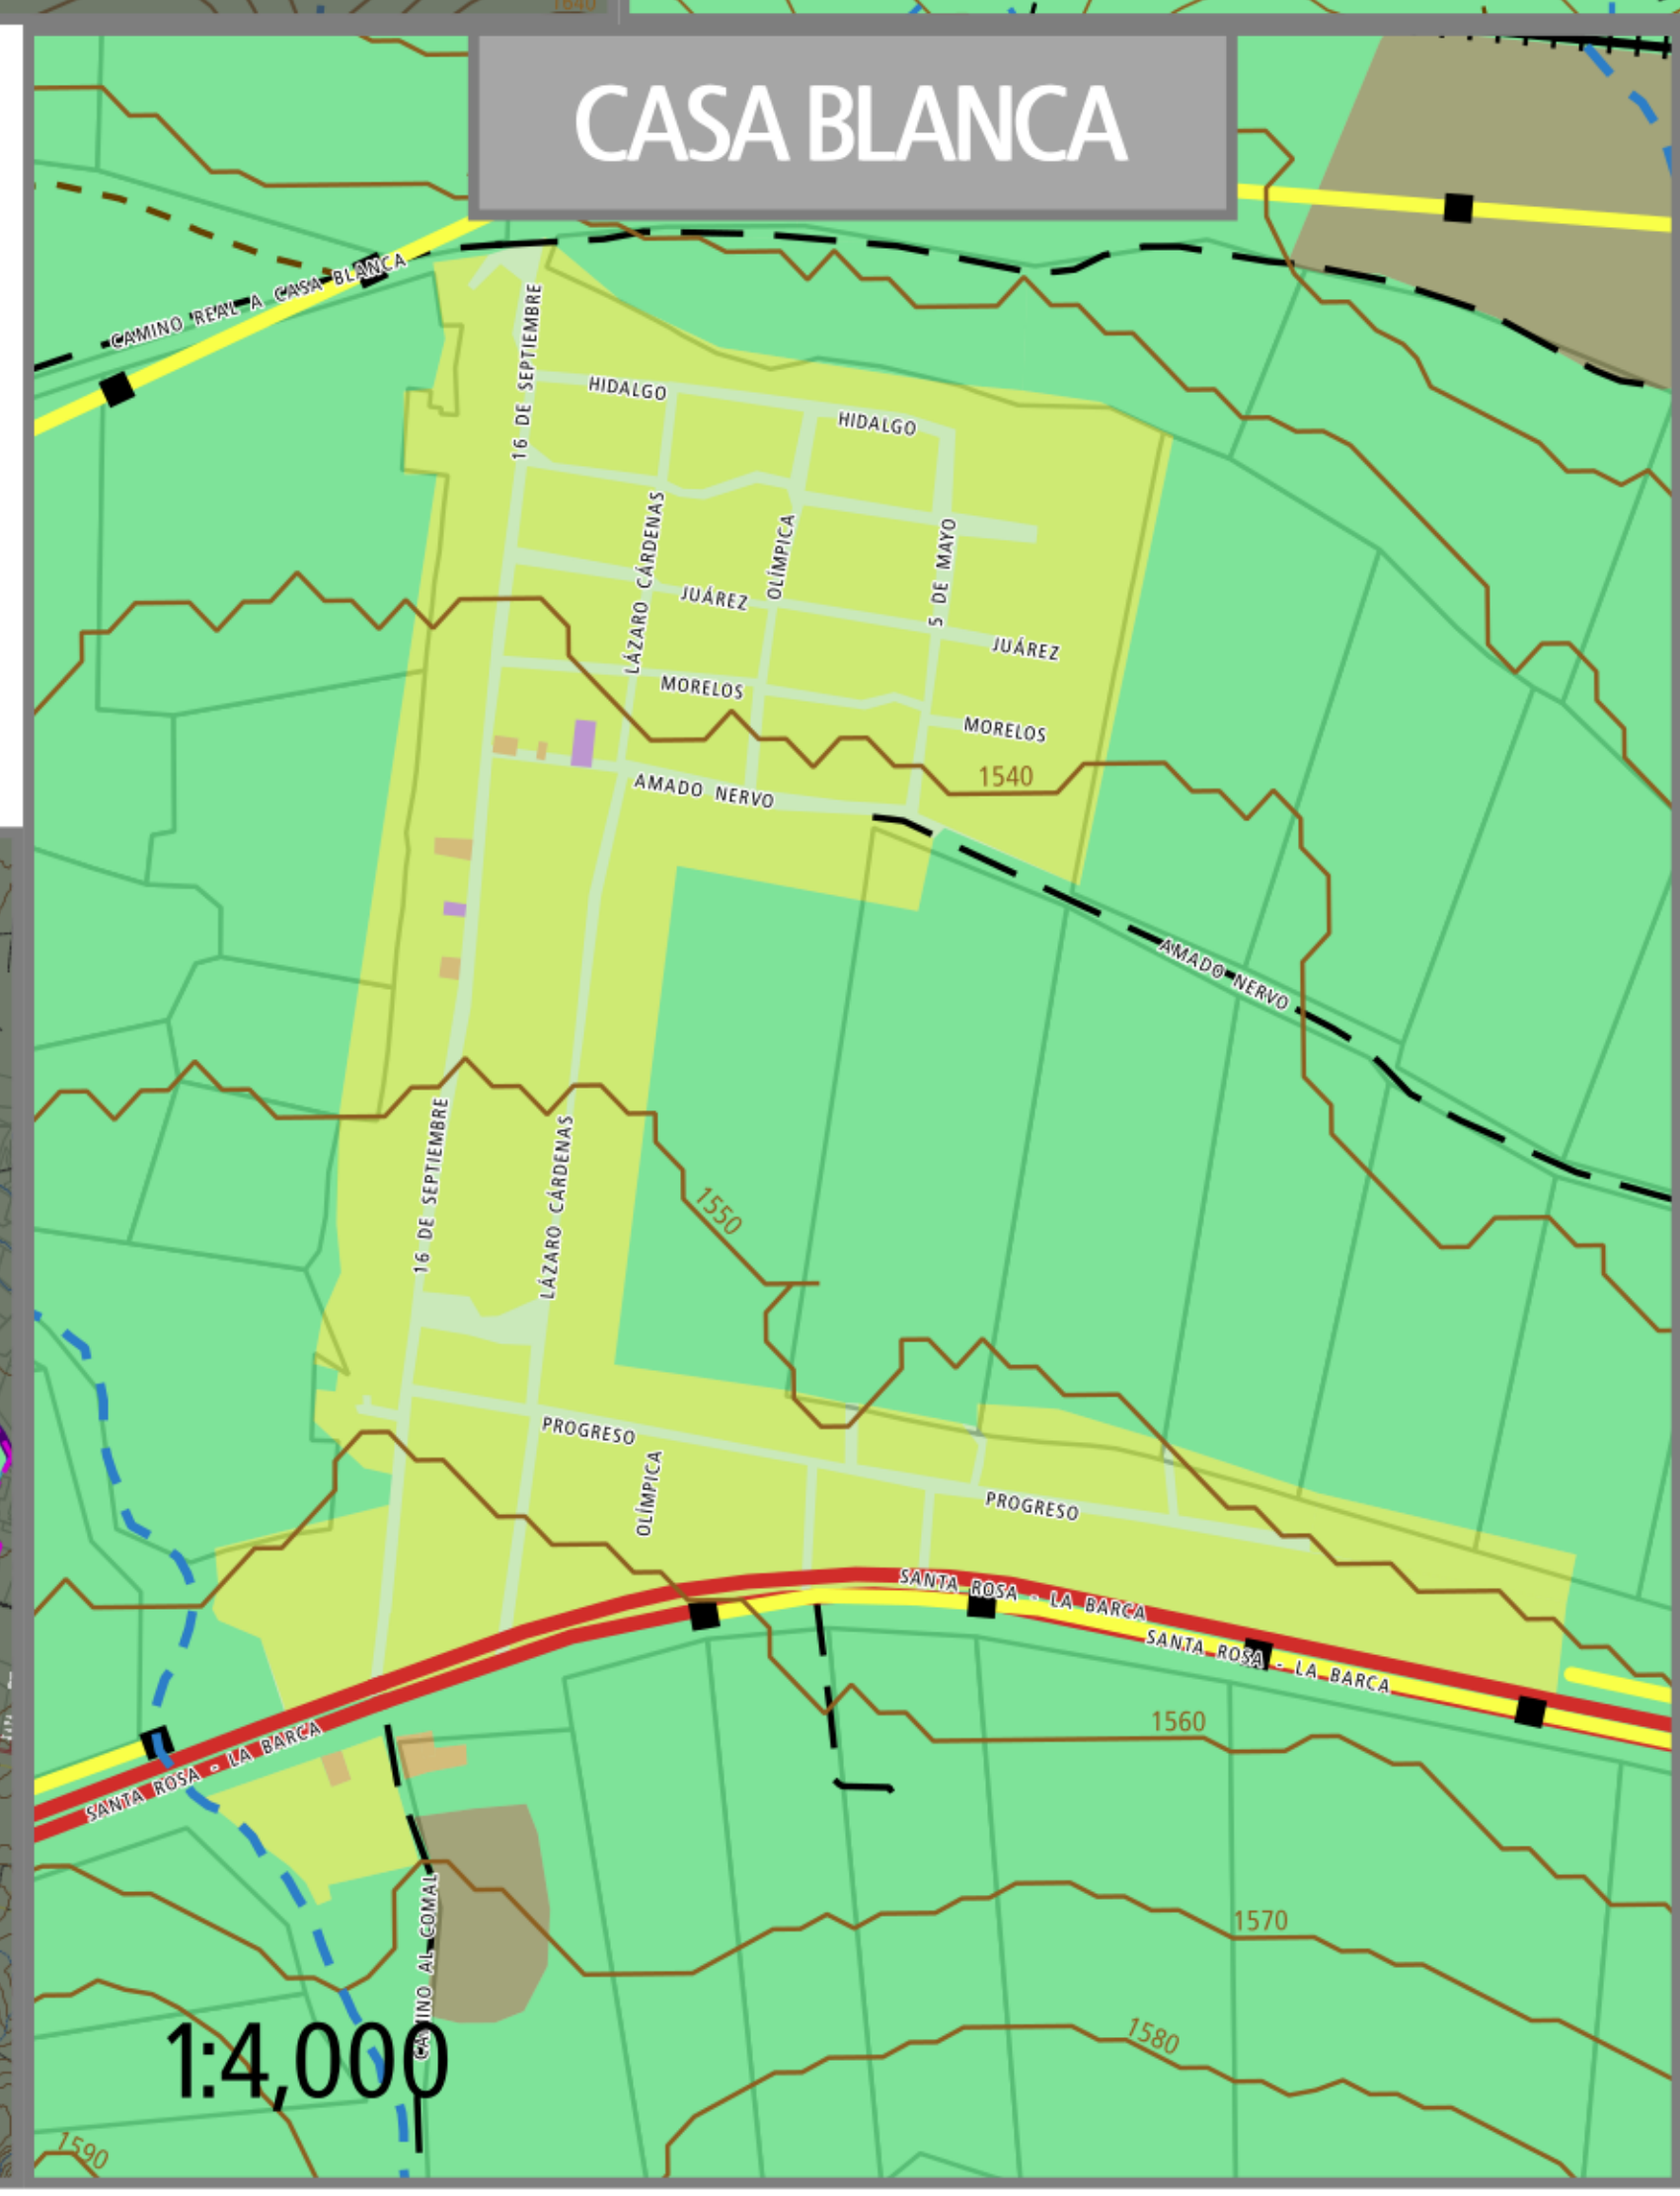 1640
CASA BLANCA
CAMINO REAL A CASA BLANCA
16 DE SEPTIEMBRE
HIDALGO
HIDALGO
LÁZARO CÁRDENAS
OLÍMPICA
5 DE MAYO
JUÁREZ
JUÁREZ
MORELOS
MORELOS
1540
AMADO NERVO
AMADO NERVO
16 DE SEPTIEMBRE
LÁZARO CÁRDENAS
1550
PROGRESO
OLÍMPICA
PROGRESO
SANTA ROSA - LA BARCA
SANTA ROSA - LA BARCA
SANTA ROSA - LA BARCA
1560
CAMINO AL COMAL
1570
1:4,000
1580
1590